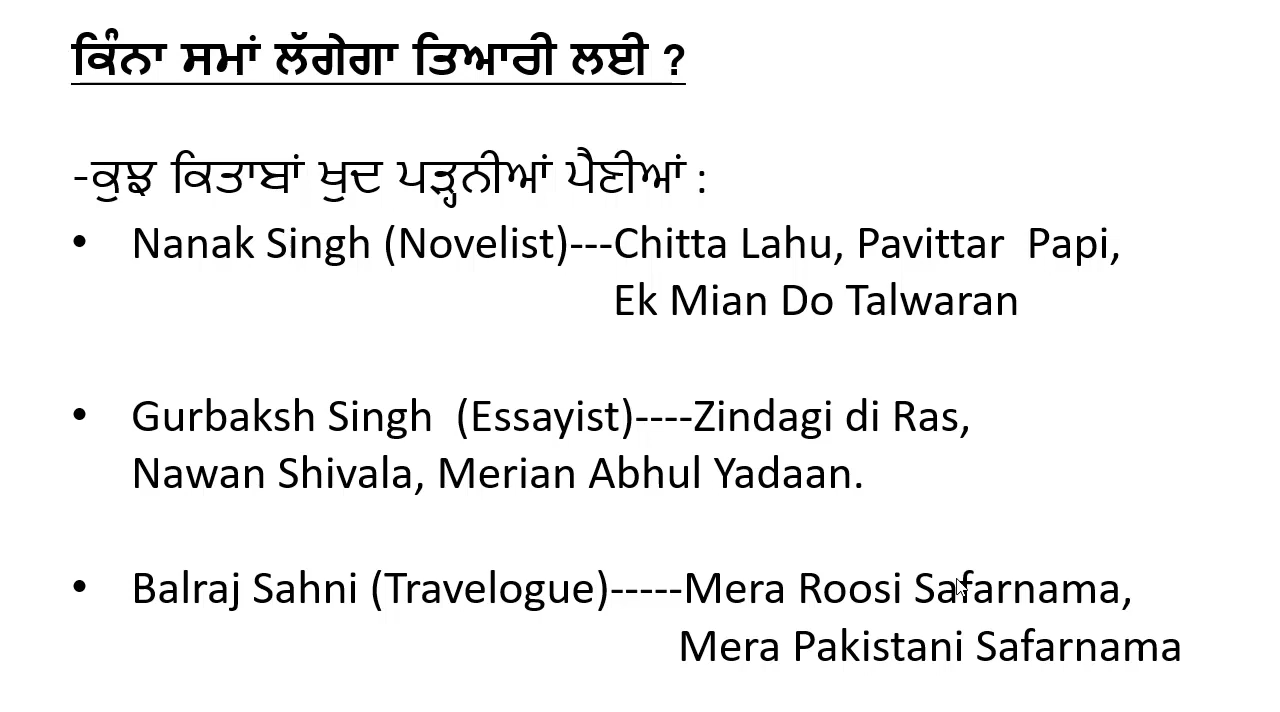 ਕਿੰਨਾ ਸਮਾਂ ਲੱਗੇਗਾ ਤਿਆਰੀ ਲਈ ?
-ਕੁਝ ਕਿਤਾਬਾਂ ਖੁਦ ਪੜ੍ਹਨੀਆਂ ਪੈਣੀਆਂ :
• Nanak Singh (Novelist)---Chitta Lahu, Pavittar Papi,
Ek Mian Do Talwaran
• Gurbaksh Singh (Essayist)----Zindagi di Ras,
Nawan Shivala, Merian Abhul Yadaan.
• Balraj Sahni (Travelogue)-----Mera Roosi Safarnama,
Mera Pakistani Safarnama